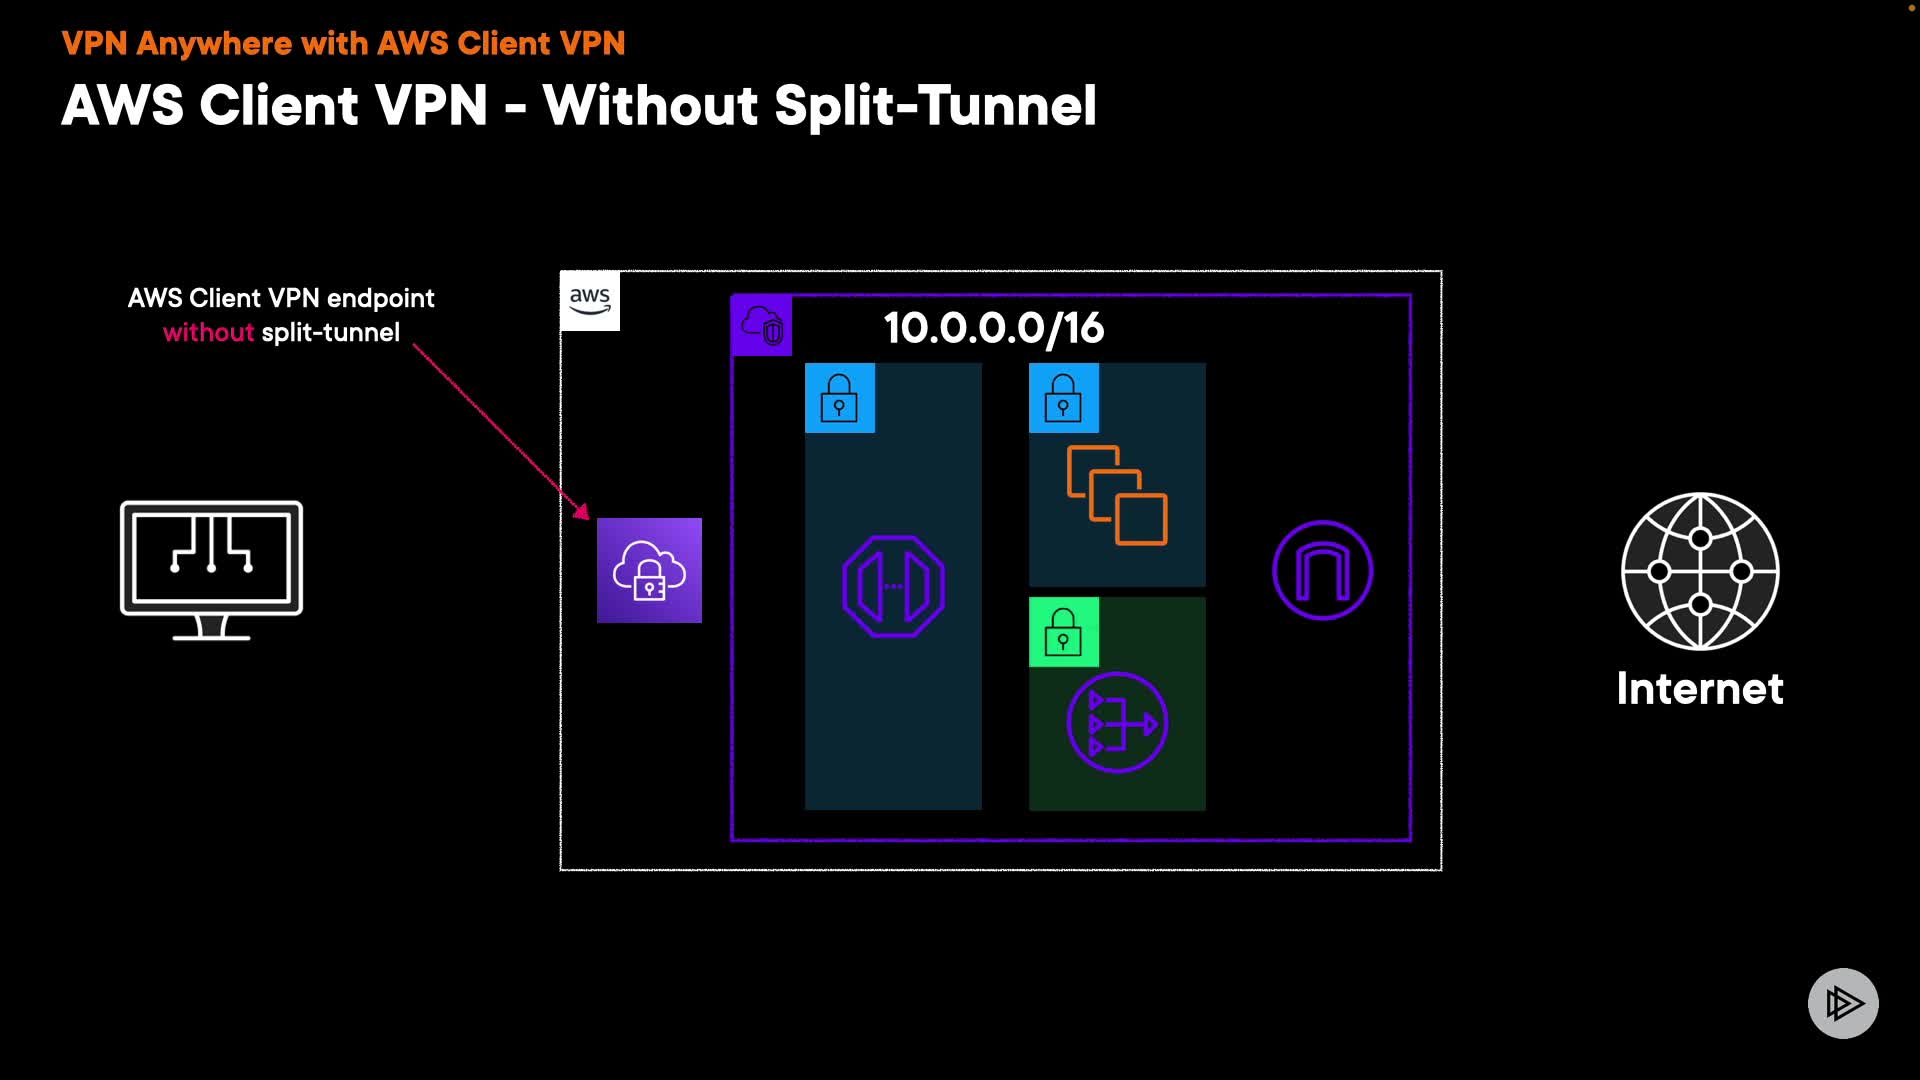 VPN Anywhere with AWS Client VPN
AWS Client VPN - Without Split-Tunnel
AWS Client VPN endpoint
without split-tunnel
aws
10.0.0.0/16
Internet